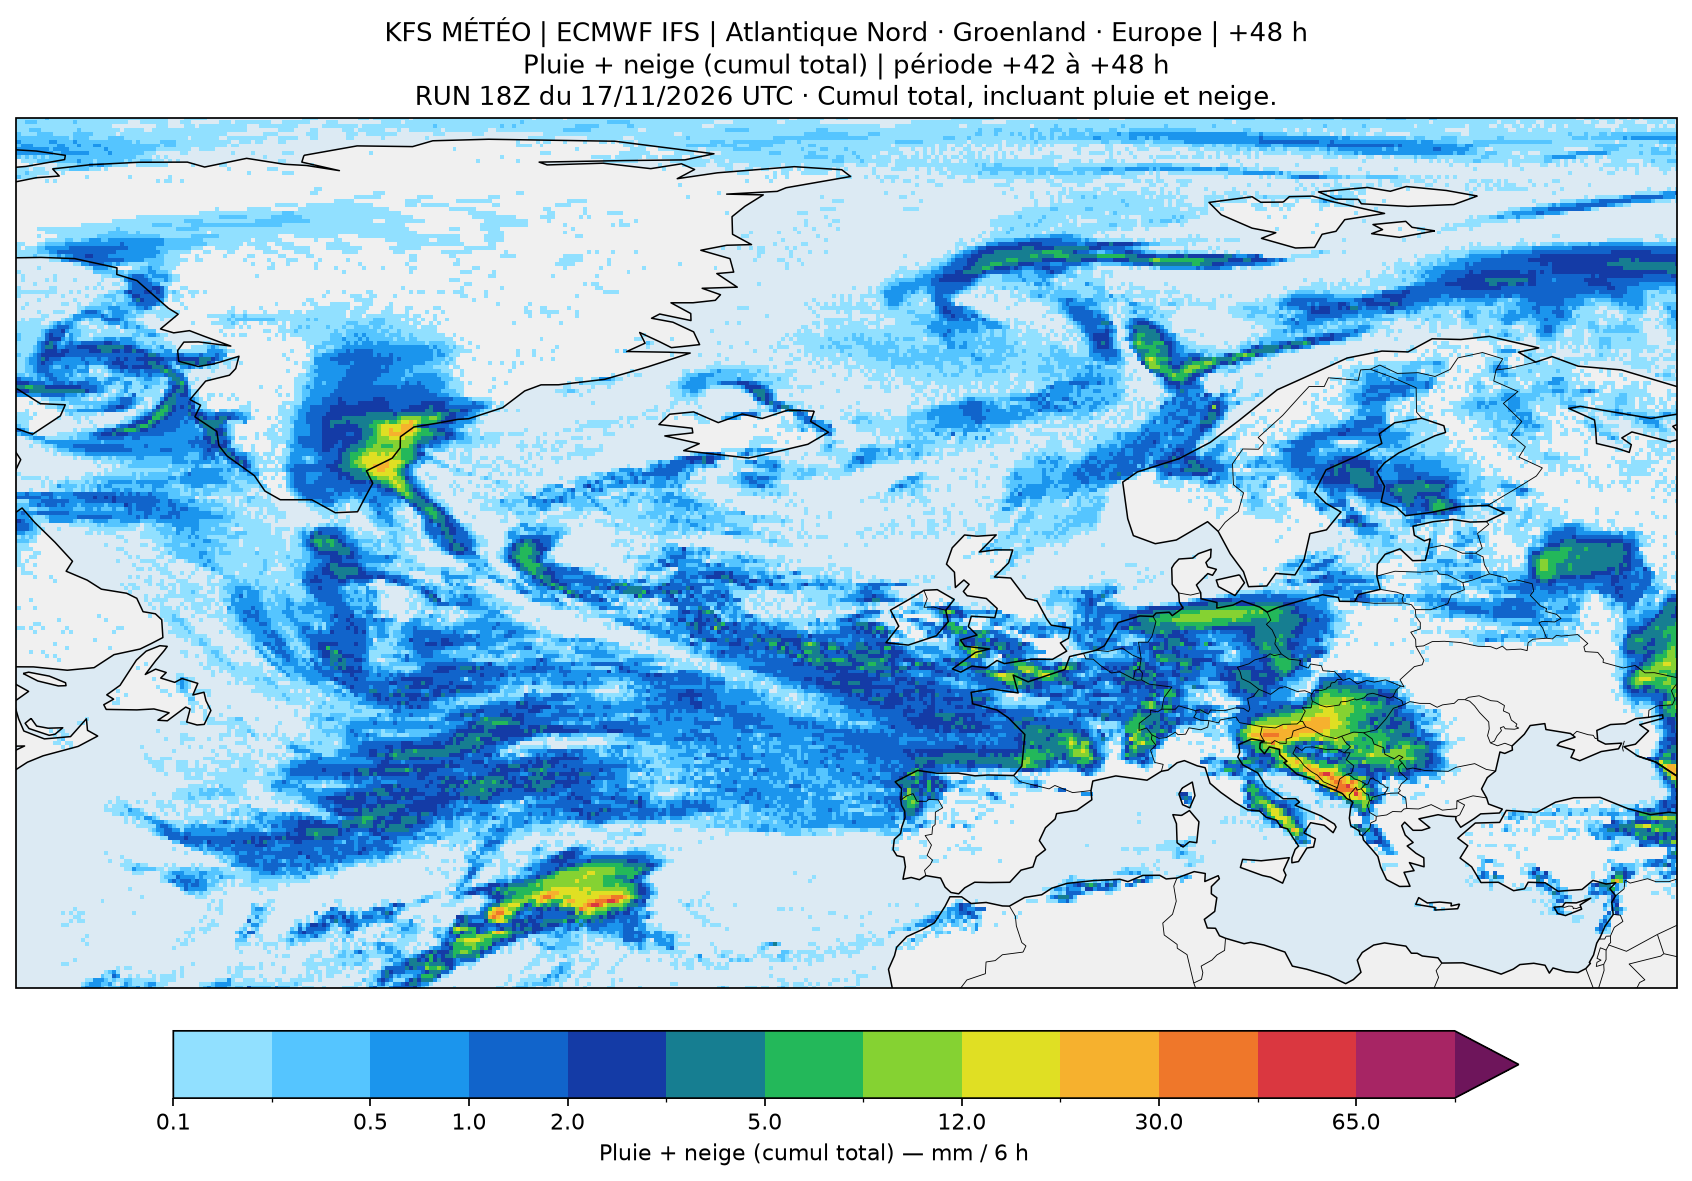 KFS MÉTÉO | ECMWF IFS | Atlantique Nord · Groenland · Europe | +48 h
Pluie + neige (cumul total) | période +42 à +48 h
RUN 18Z du 17/11/2026 UTC · Cumul total, incluant pluie et neige.
0.1 0.5 1.0 2.0 5.0 12.0 30.0 65.0
Pluie + neige (cumul total) — mm / 6 h